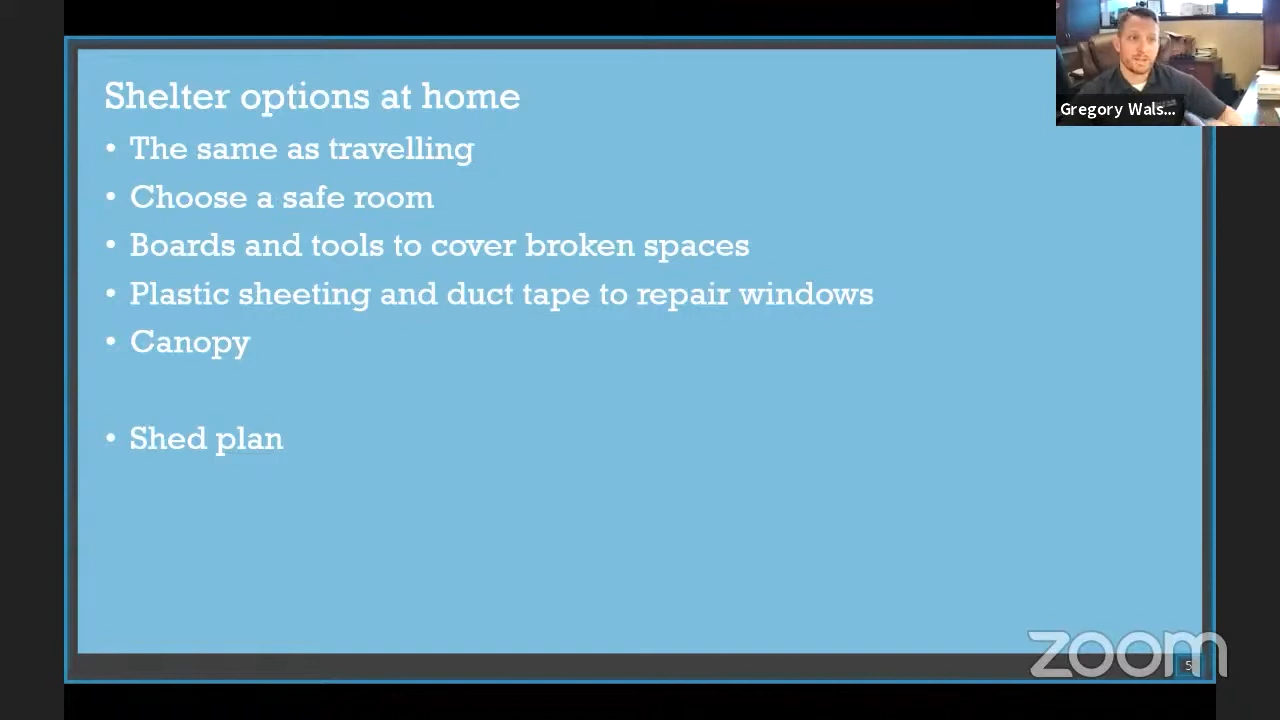 Shelter options at home
• The same as travelling
• Choose a safe room
• Boards and tools to cover broken spaces
• Plastic sheeting and duct tape to repair windows
• Canopy
• Shed plan
Gregory Wals...
zoom
5